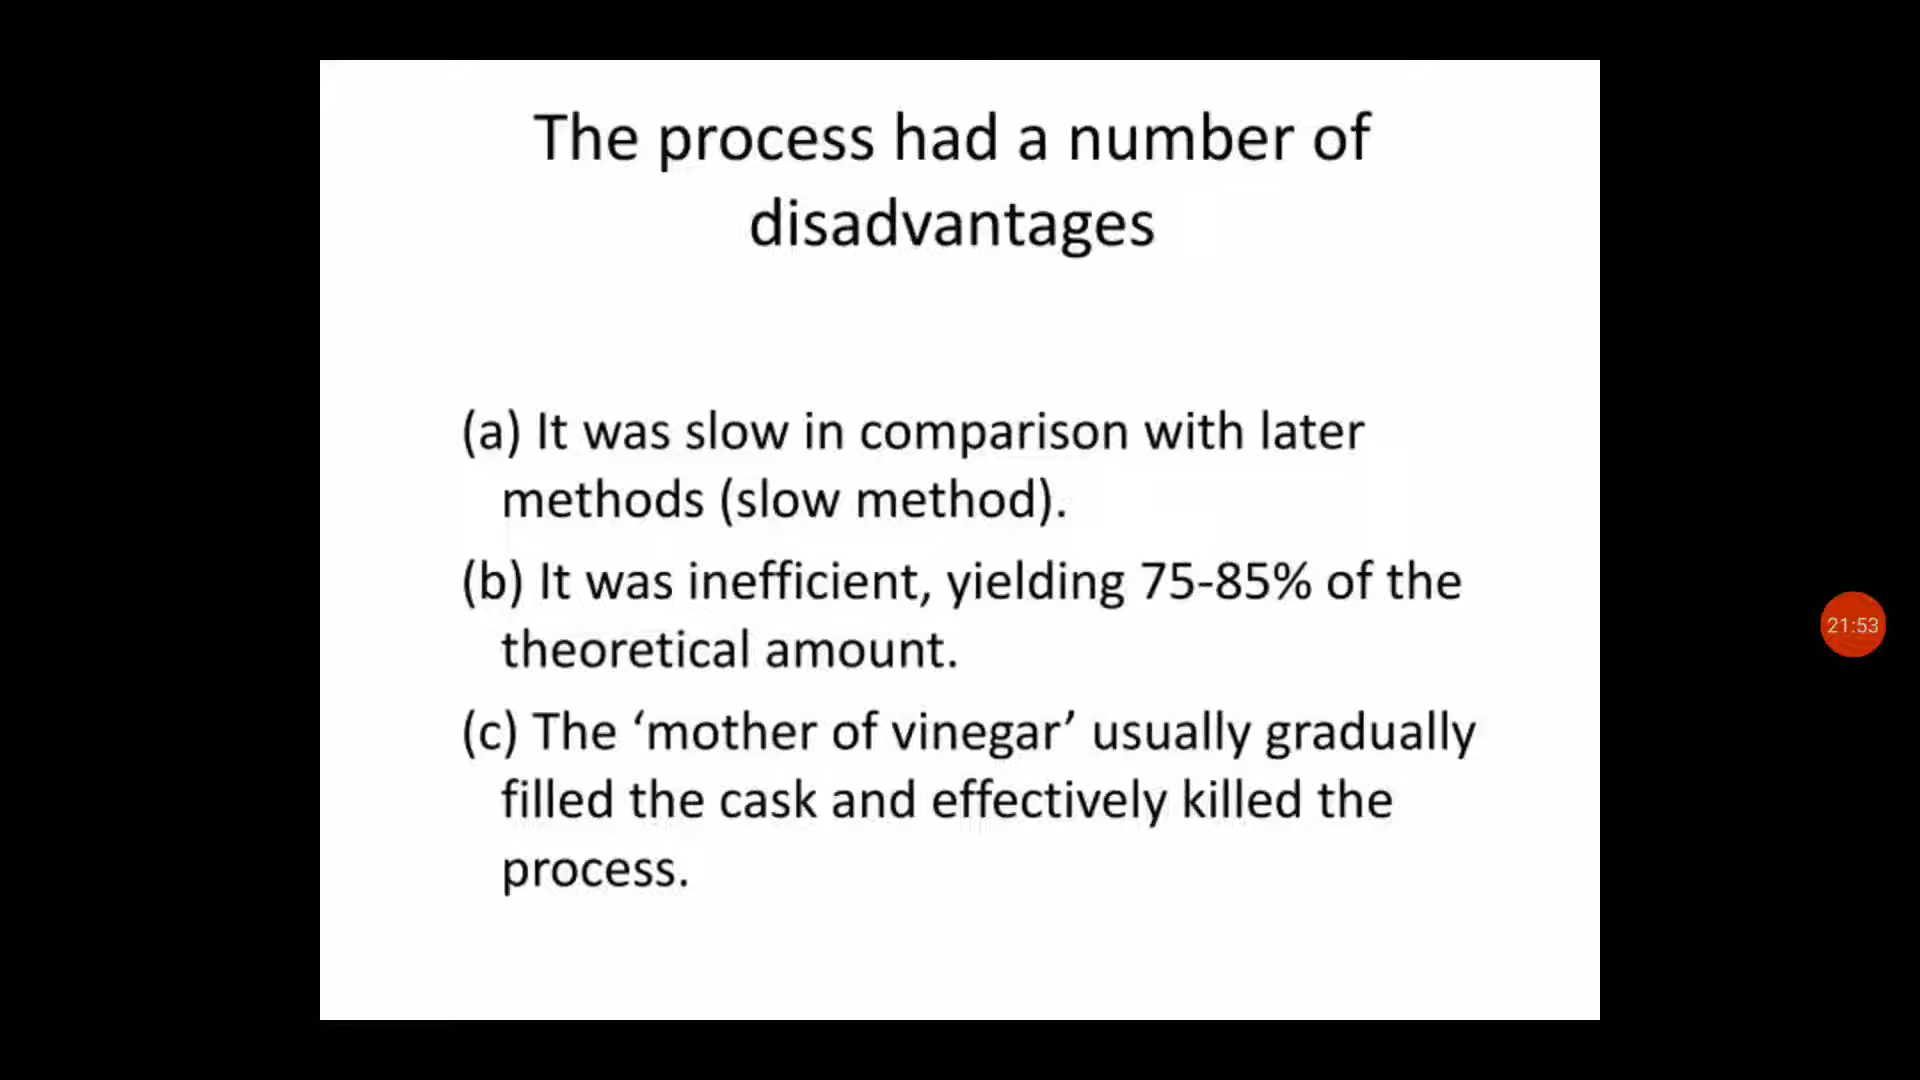 The process had a number of
disadvantages
(a) It was slow in comparison with later
methods (slow method).
(b) It was inefficient, yielding 75-85% of the
theoretical amount.
(c) The ‘mother of vinegar’ usually gradually
filled the cask and effectively killed the
process.
21:53